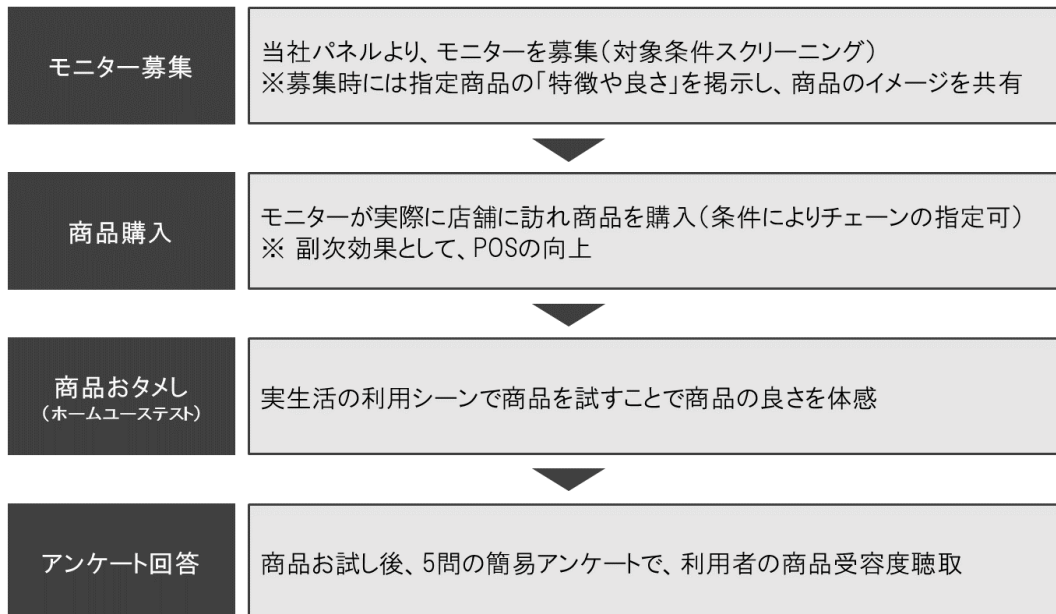 モニター募集
当社パネルより、モニターを募集(対象条件スクリーニング)
※募集時には指定商品の「特徴や良さ」を掲示し、商品のイメージを共有
商品購入
モニターが実際に店舗に訪れ商品を購入(条件によりチェーンの指定可)
※ 副次効果として、POSの向上
商品おタメし
(ホームユーステスト)
実生活の利用シーンで商品を試すことで商品の良さを体感
アンケート回答
商品お試し後、5問の簡易アンケートで、利用者の商品受容度聴取